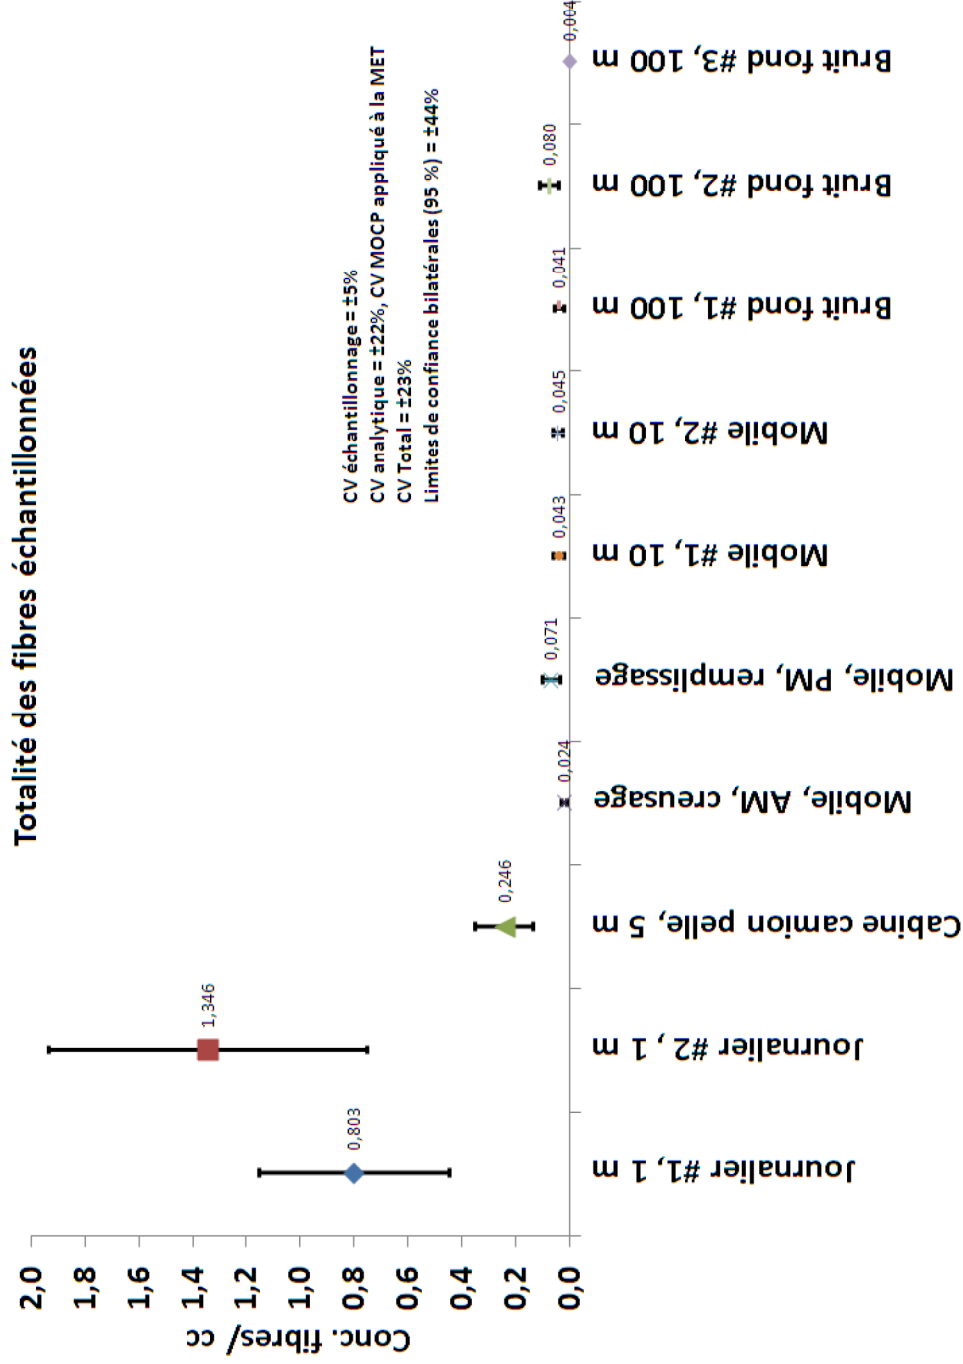 Totalité des fibres échantillonnées
CV échantillonnage = ±5%
CV analytique = ±22%, CV MOCP appliqué à la MET
CV Total = ±23%
Limites de confiance bilatérales (95 %) = ±44%
Conc. fibres/ cc
2,0
1,8
1,6
1,4
1,2
1,0
0,8
0,6
0,4
0,2
0,0
0,803
1,346
0,246
0,024
0,071
0,043
0,045
0,041
0,080
0,004
Journalier #1, 1 m
Journalier #2 , 1 m
Cabine camion pelle, 5 m
Mobile, AM, creusage
Mobile, PM, remplissage
Mobile #1, 10 m
Mobile #2, 10 m
Bruit fond #1, 100 m
Bruit fond #2, 100 m
Bruit fond #3, 100 m